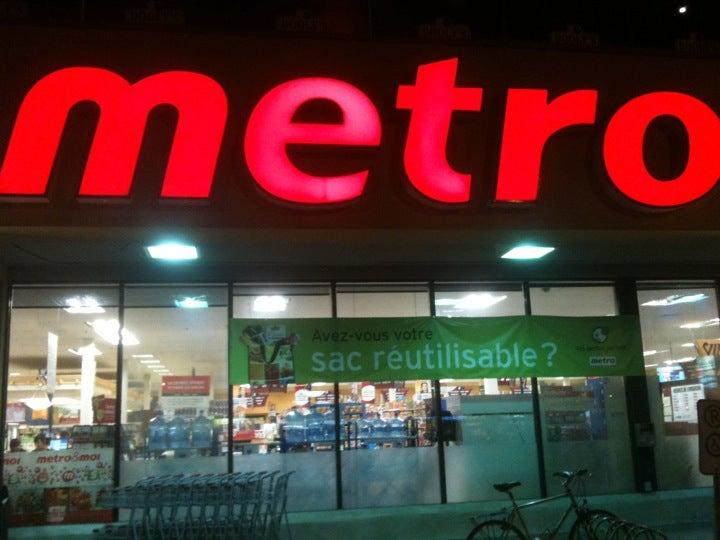 metro
Avez-vous votre
sac réutilisable?
metro
metro&moi